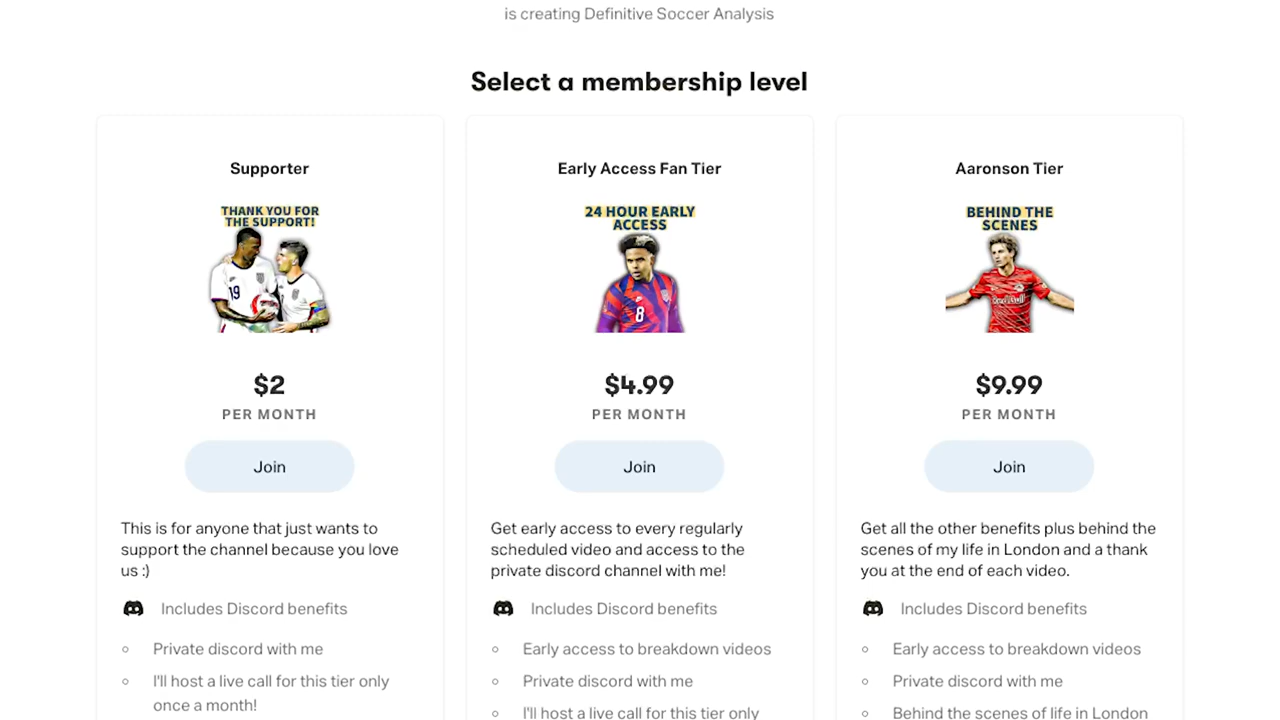 is creating Definitive Soccer Analysis
Select a membership level
Supporter
THANK YOU FOR
THE SUPPORT!
19
$2
PER MONTH
Join
This is for anyone that just wants to
support the channel because you love
us :)
Includes Discord benefits
Private discord with me
I'll host a live call for this tier only
once a month!
Early Access Fan Tier
24 HOUR EARLY
ACCESS
8
$4.99
PER MONTH
Join
Get early access to every regularly
scheduled video and access to the
private discord channel with me!
Includes Discord benefits
Early access to breakdown videos
Private discord with me
I'll host a live call for this tier only
Aaronson Tier
BEHIND THE
SCENES
Red Bull
$9.99
PER MONTH
Join
Get all the other benefits plus behind the
scenes of my life in London and a thank
you at the end of each video.
Includes Discord benefits
Early access to breakdown videos
Private discord with me
Behind the scenes of life in London